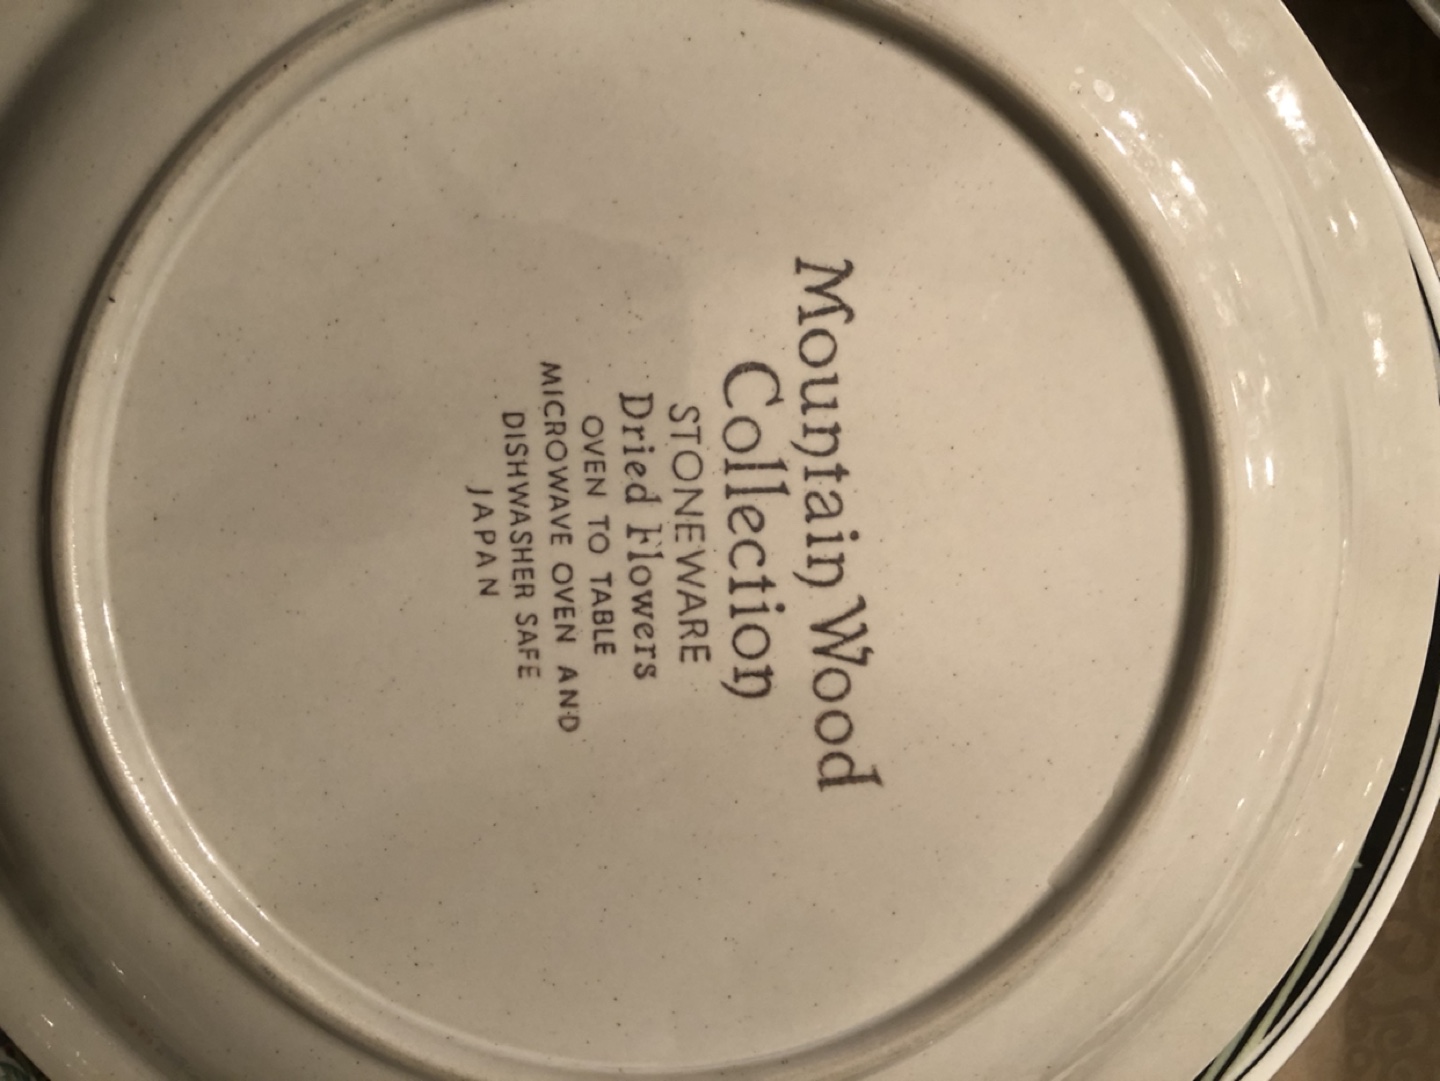 Mountain Wood
Collection
STONEWARE
Dried Flowers
OVEN TO TABLE
MICROWAVE OVEN AND
DISHWASHER SAFE
JAPAN